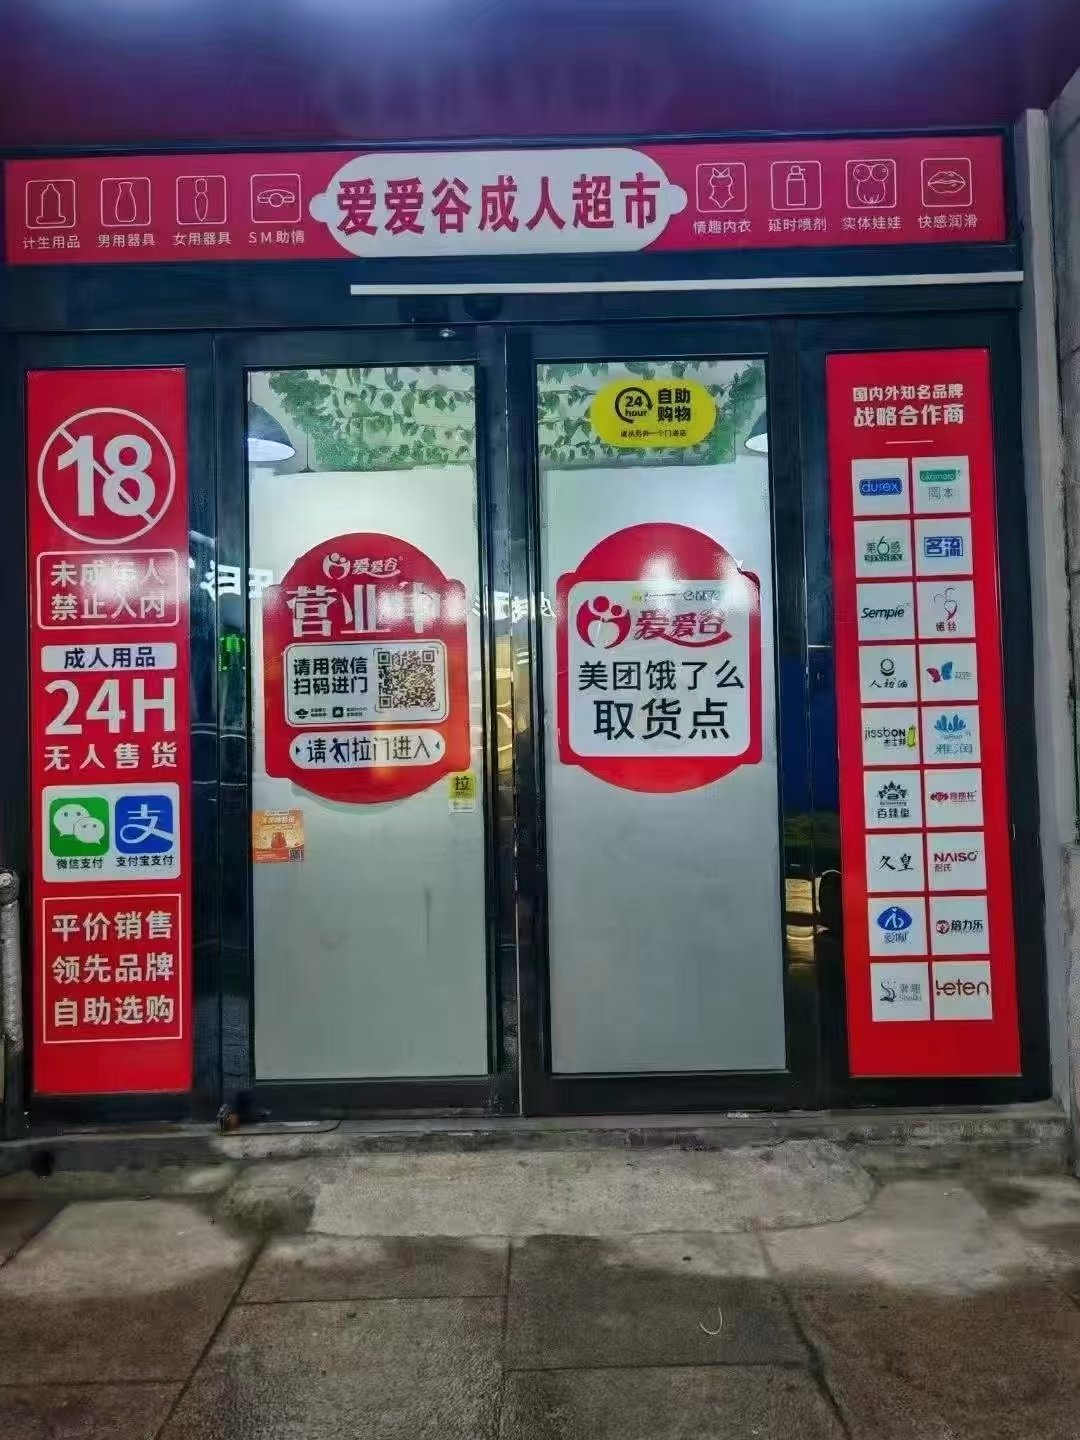 爱爱谷成人超市
计生用品
男用器具
女用器具
SM助情
情趣内衣
延时喷剂
实体娃娃
快感润滑
18
未成年人
禁止入内
成人用品
24H
无人售货
微信支付
支付宝支付
平价销售
领先品牌
自助选购
爱爱谷
营业中
请用微信
扫码进门
请勿拉门进入
拉
24
hour
自助
购物
爱爱谷
美团饿了么
取货点
国内外知名品牌
战略合作商
durex
okamoto
冈本
第6感
名流
Sempie
人初油
jissbon
杰士邦
雅润
久皇
NAISO
耐氏
倍力乐
奢趣
Leten